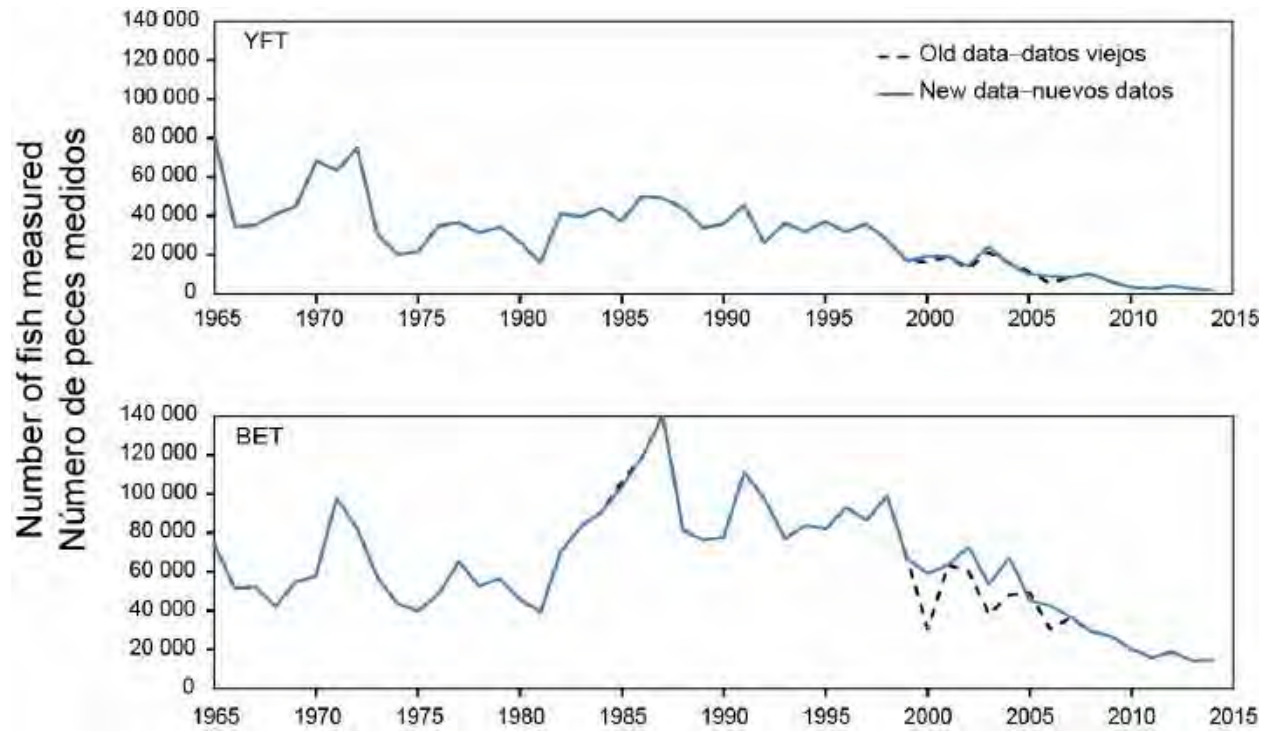 Number of fish measured
Número de peces medidos
YFT
Old data–datos viejos
New data–nuevos datos
140 000
120 000
100 000
80 000
60 000
40 000
20 000
0
1965 1970 1975 1980 1985 1990 1995 2000 2005 2010 2015
BET
140 000
120 000
100 000
80 000
60 000
40 000
20 000
0
1965 1970 1975 1980 1985 1990 1995 2000 2005 2010 2015